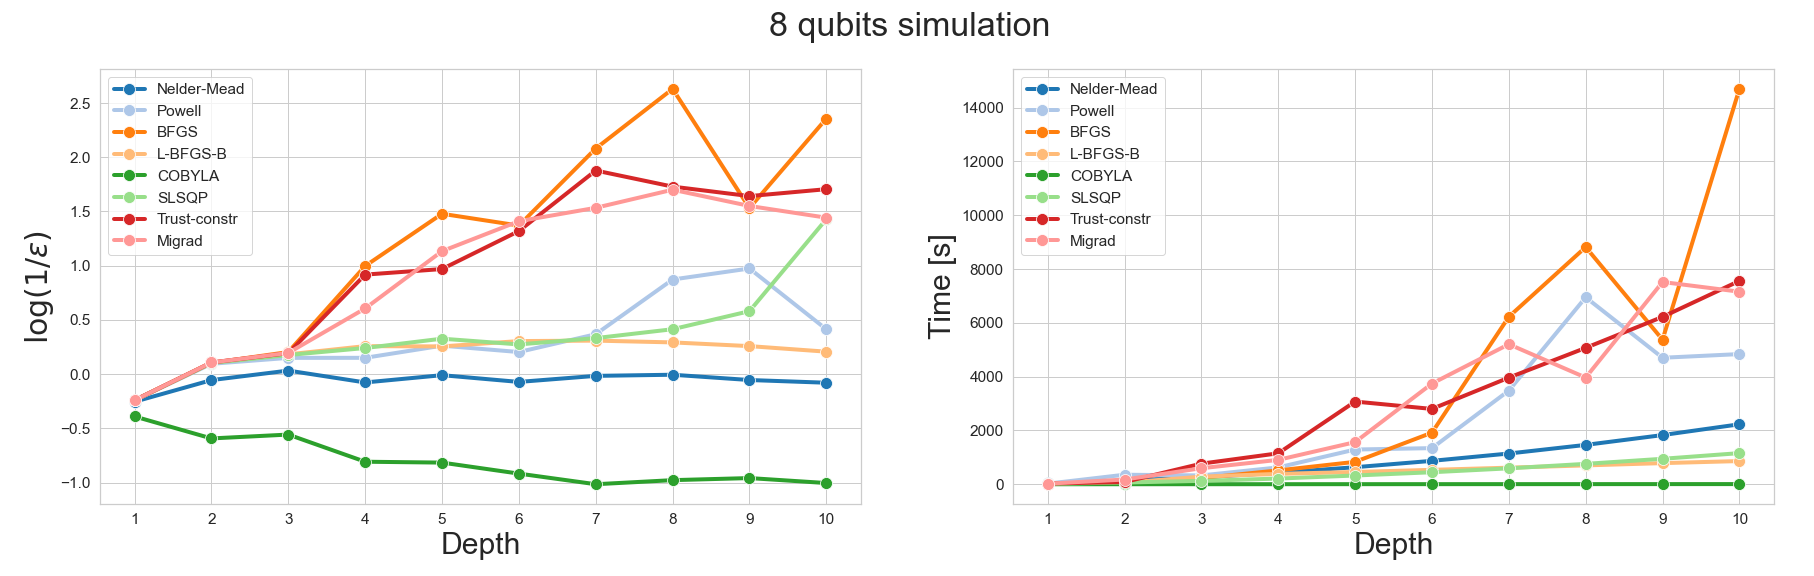 8 qubits simulation
Nelder-Mead
Powell
BFGS
L-BFGS-B
COBYLA
SLSQP
Trust-constr
Migrad
log(1/ε)
2.5
2.0
1.5
1.0
0.5
0.0
−0.5
−1.0
1 2 3 4 5 6 7 8 9 10
Depth
Nelder-Mead
Powell
BFGS
L-BFGS-B
COBYLA
SLSQP
Trust-constr
Migrad
Time [s]
14000
12000
10000
8000
6000
4000
2000
0
1 2 3 4 5 6 7 8 9 10
Depth